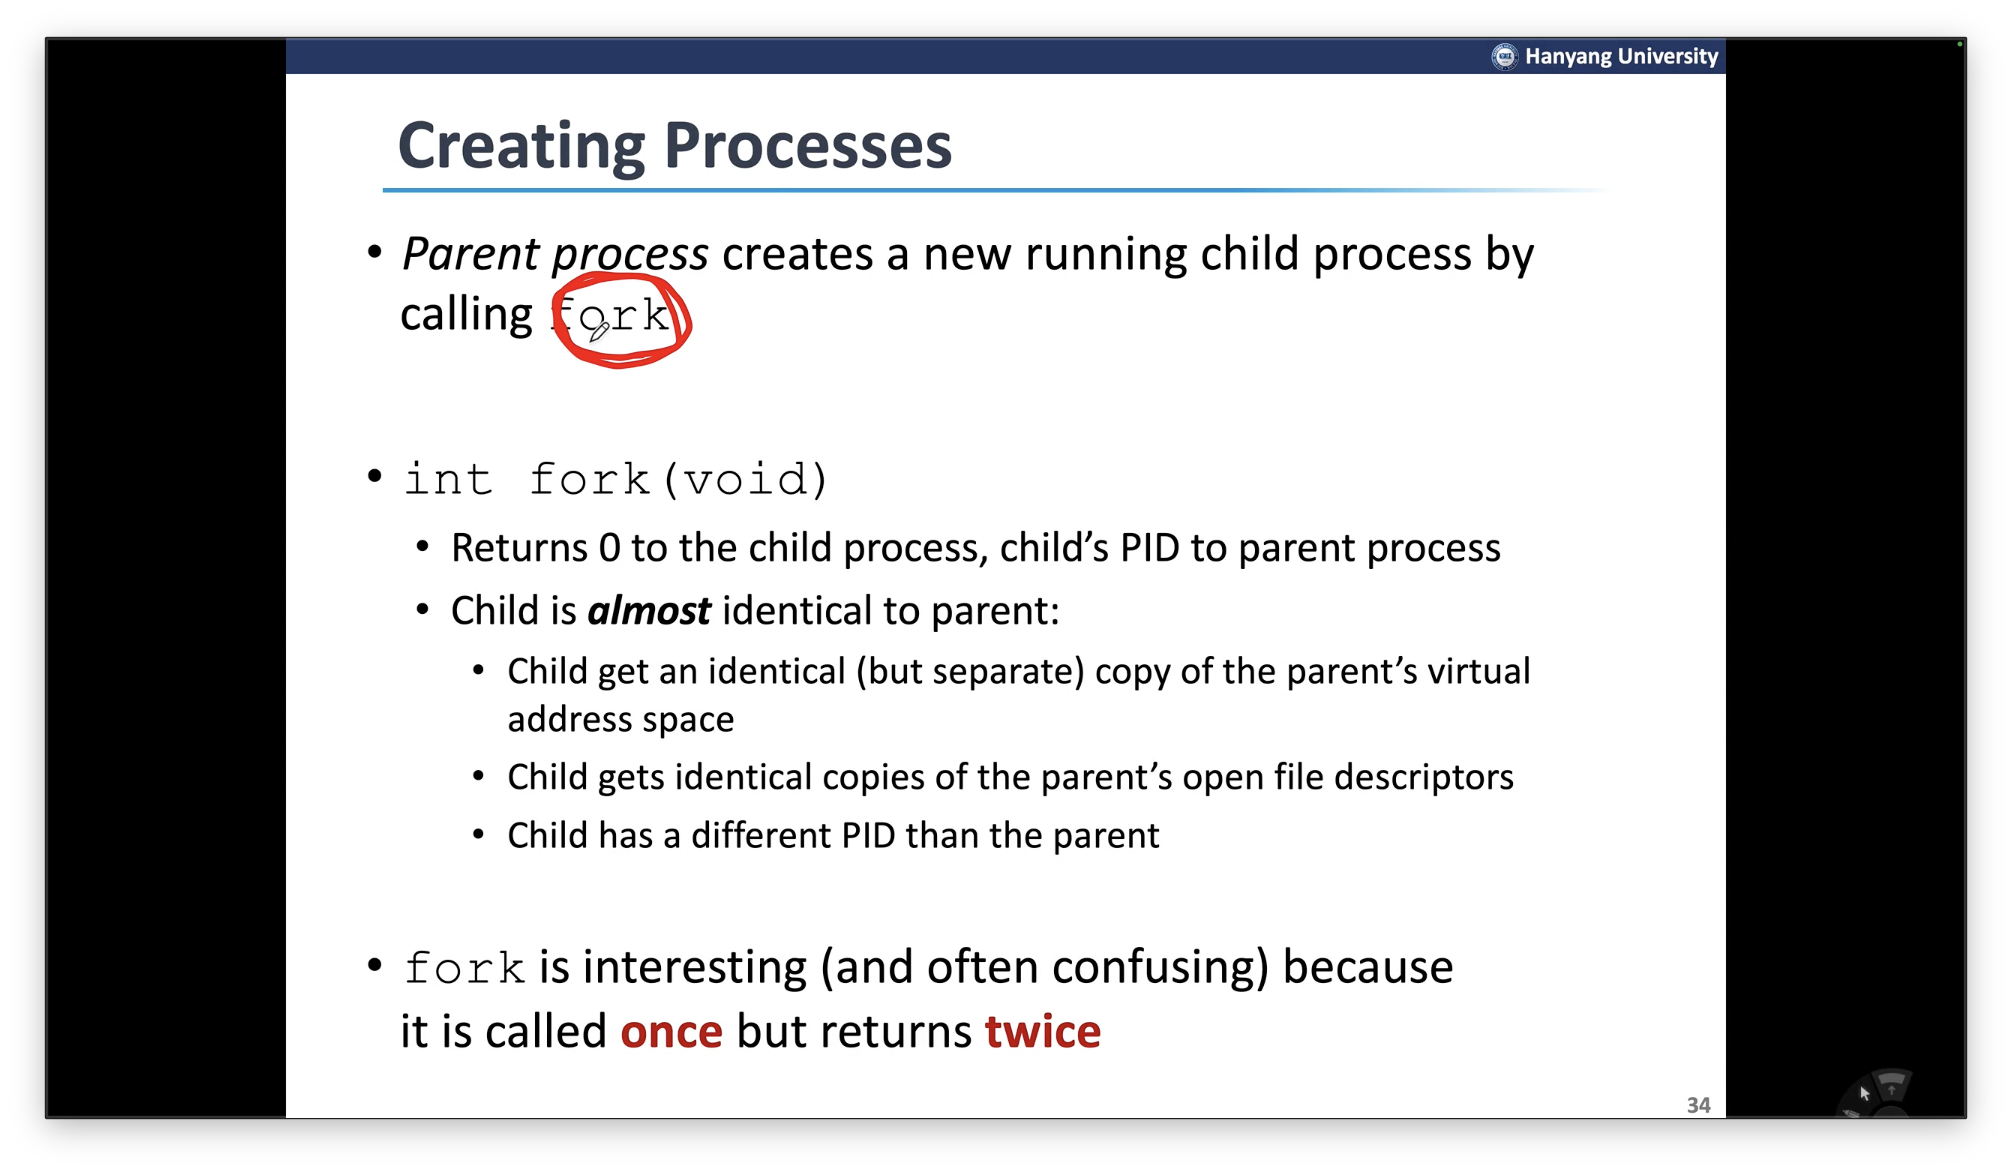 Hanyang University
Creating Processes
• Parent process creates a new running child process by
calling fork
• int fork(void)
• Returns 0 to the child process, child’s PID to parent process
• Child is almost identical to parent:
• Child get an identical (but separate) copy of the parent’s virtual
address space
• Child gets identical copies of the parent’s open file descriptors
• Child has a different PID than the parent
• fork is interesting (and often confusing) because
it is called once but returns twice
34